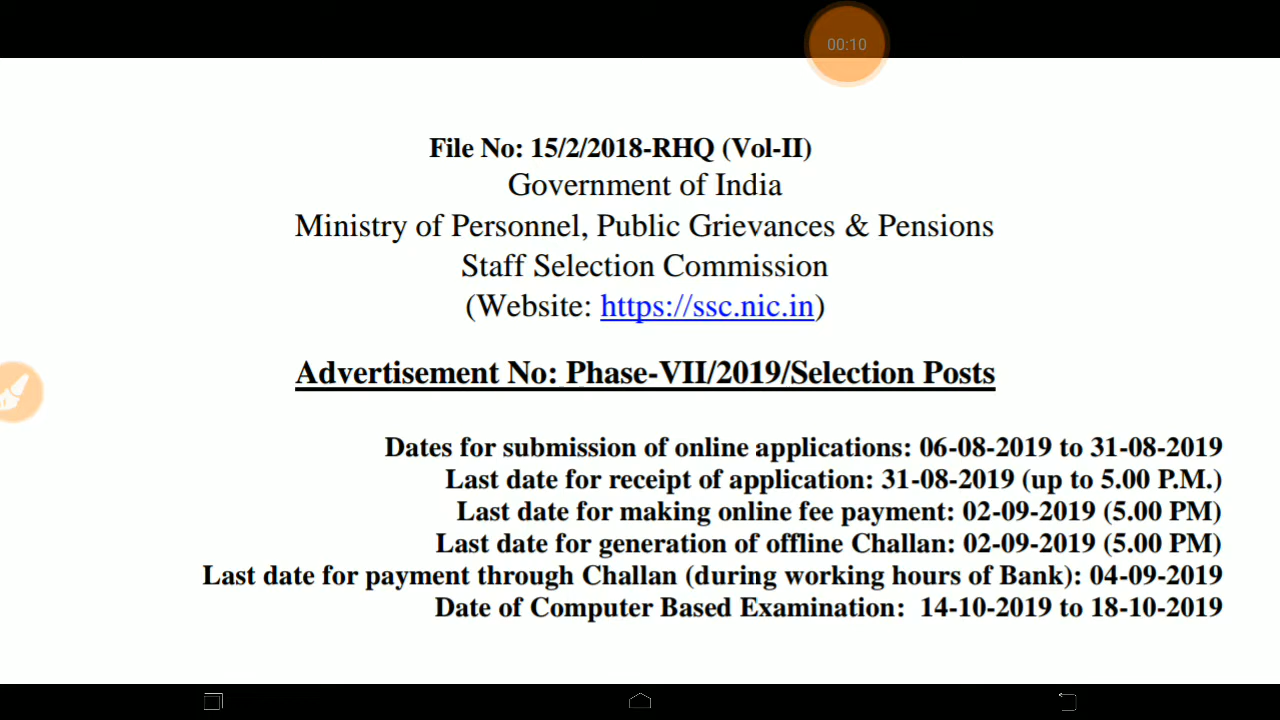 00:10
File No: 15/2/2018-RHQ (Vol-II)
Government of India
Ministry of Personnel, Public Grievances & Pensions
Staff Selection Commission
(Website: https://ssc.nic.in)
Advertisement No: Phase-VII/2019/Selection Posts
Dates for submission of online applications: 06-08-2019 to 31-08-2019
Last date for receipt of application: 31-08-2019 (up to 5.00 P.M.)
Last date for making online fee payment: 02-09-2019 (5.00 PM)
Last date for generation of offline Challan: 02-09-2019 (5.00 PM)
Last date for payment through Challan (during working hours of Bank): 04-09-2019
Date of Computer Based Examination: 14-10-2019 to 18-10-2019